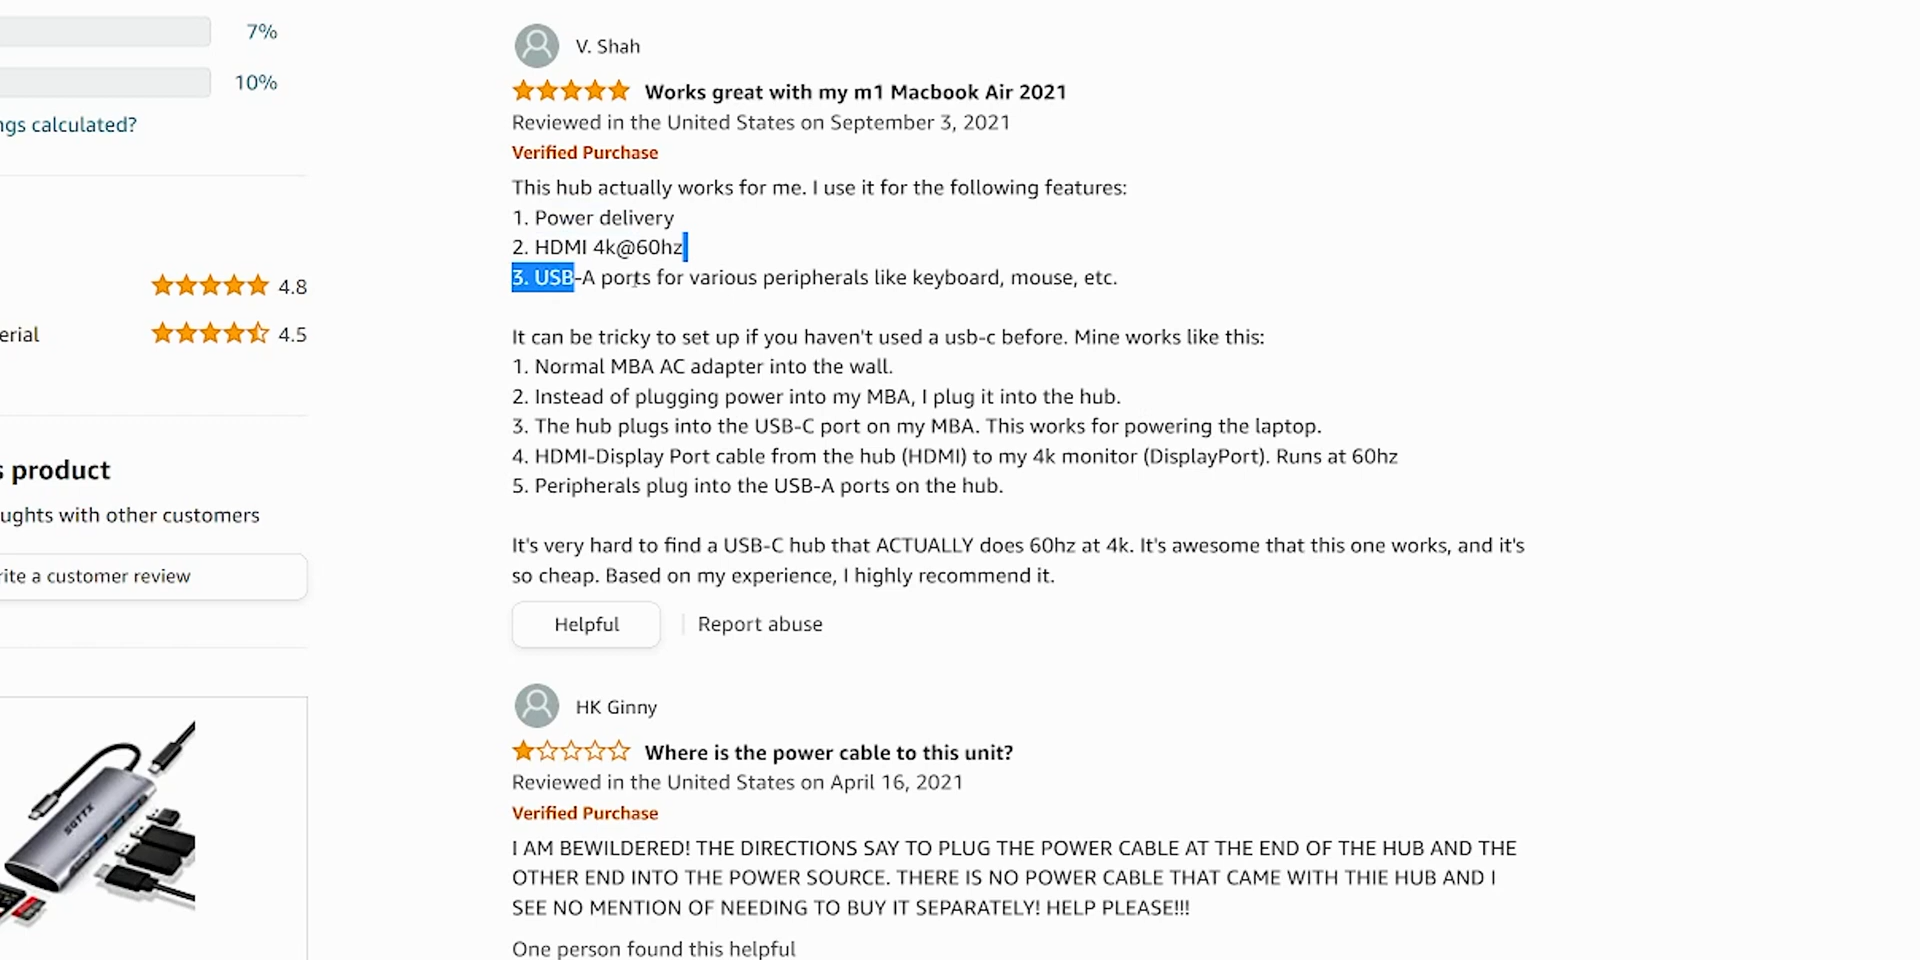 7%
10%
ngs calculated?
4.8
erial
4.5
s product
ughts with other customers
rite a customer review
SGTTX
V. Shah
Works great with my m1 Macbook Air 2021
Reviewed in the United States on September 3, 2021
Verified Purchase
This hub actually works for me. I use it for the following features:
1. Power delivery
2. HDMI 4k@60hz
3. USB-A ports for various peripherals like keyboard, mouse, etc.
It can be tricky to set up if you haven't used a usb-c before. Mine works like this:
1. Normal MBA AC adapter into the wall.
2. Instead of plugging power into my MBA, I plug it into the hub.
3. The hub plugs into the USB-C port on my MBA. This works for powering the laptop.
4. HDMI-Display Port cable from the hub (HDMI) to my 4k monitor (DisplayPort). Runs at 60hz
5. Peripherals plug into the USB-A ports on the hub.
It's very hard to find a USB-C hub that ACTUALLY does 60hz at 4k. It's awesome that this one works, and it's
so cheap. Based on my experience, I highly recommend it.
Helpful
Report abuse
HK Ginny
Where is the power cable to this unit?
Reviewed in the United States on April 16, 2021
Verified Purchase
I AM BEWILDERED! THE DIRECTIONS SAY TO PLUG THE POWER CABLE AT THE END OF THE HUB AND THE
OTHER END INTO THE POWER SOURCE. THERE IS NO POWER CABLE THAT CAME WITH THIE HUB AND I
SEE NO MENTION OF NEEDING TO BUY IT SEPARATELY! HELP PLEASE!!!
One person found this helpful